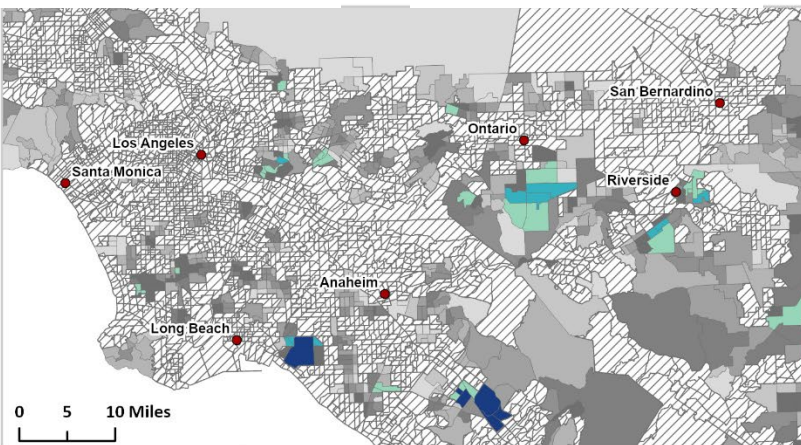 San Bernardino
Ontario
Los Angeles
Santa Monica
Riverside
Anaheim
Long Beach
0 5 10 Miles